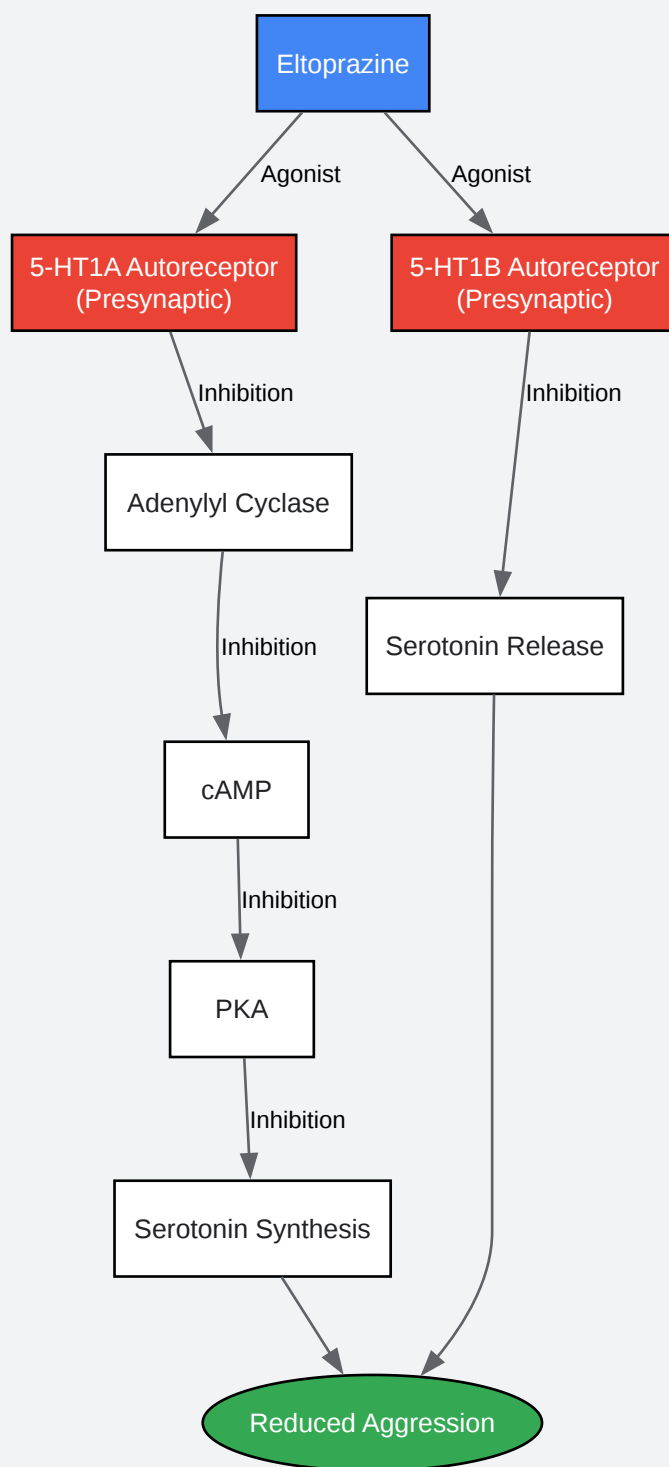 Eltoprazine
Agonist
Agonist
5-HT1A Autoreceptor
(Presynaptic)
5-HT1B Autoreceptor
(Presynaptic)
Inhibition
Inhibition
Adenylyl Cyclase
Inhibition
Serotonin Release
cAMP
Inhibition
PKA
Inhibition
Serotonin Synthesis
Reduced Aggression